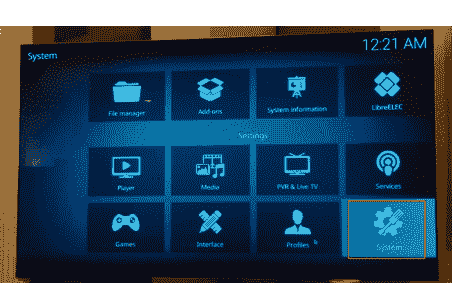 System
12:21 AM
File manager
Add-ons
System information
LibreELEC
Settings
Player
Media
PVR & Live TV
Services
Games
Interface
Profiles
System